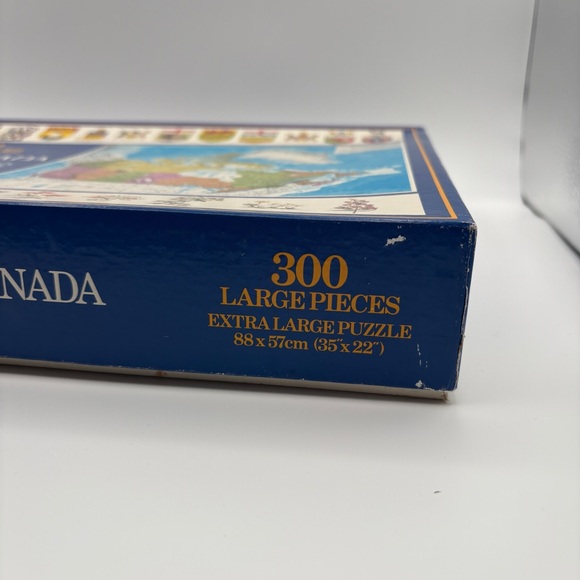 NADA
300
LARGE PIECES
EXTRA LARGE PUZZLE
88 x 57cm (35"x 22")